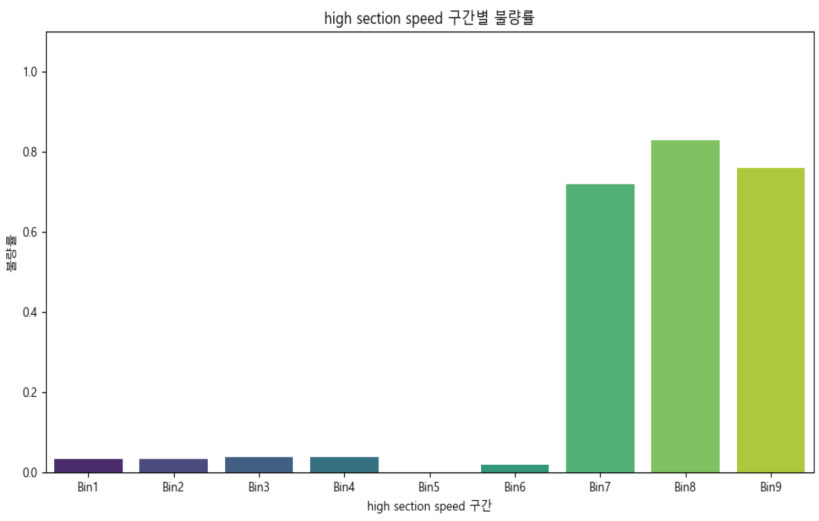 high section speed 구간별 불량률
불량률
1.0
0.8
0.6
0.4
0.2
0.0
Bin1 Bin2 Bin3 Bin4 Bin5 Bin6 Bin7 Bin8 Bin9
high section speed 구간